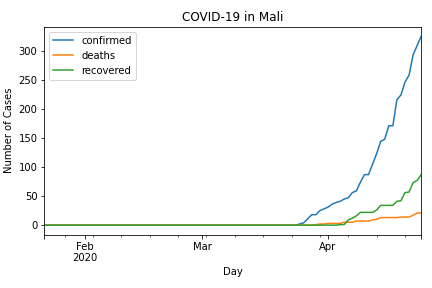 COVID-19 in Mali
confirmed
deaths
recovered
Number of Cases
300
250
200
150
100
50
0
Feb
2020
Mar
Apr
Day